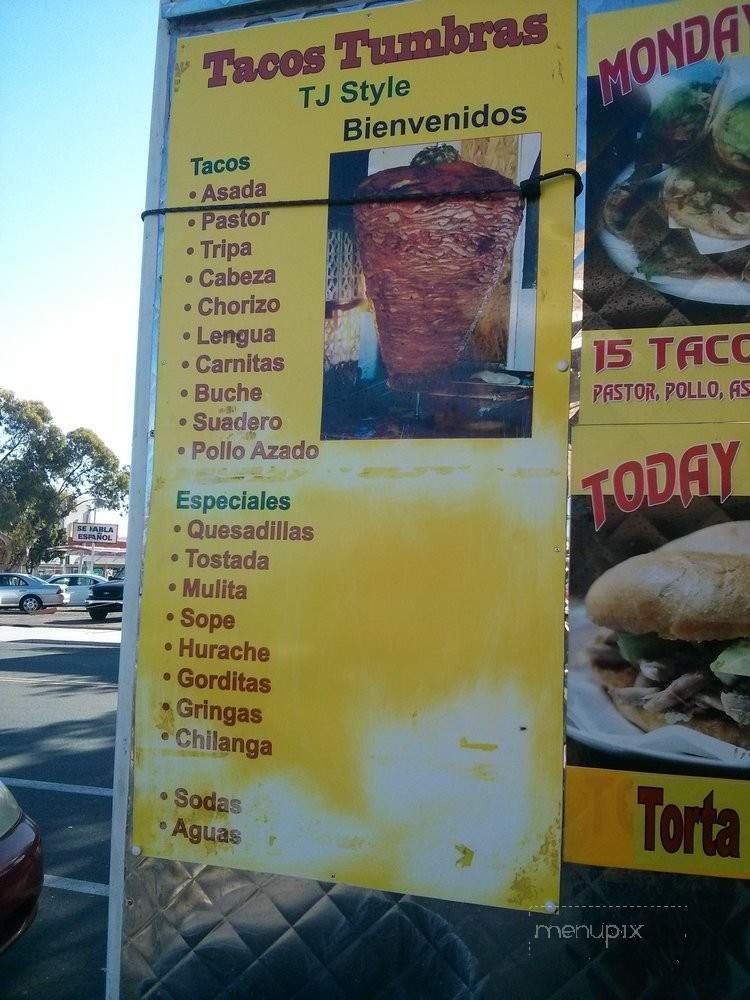 Tacos Tumbras
TJ Style
Bienvenidos
Tacos
• Asada
• Pastor
• Tripa
• Cabeza
• Chorizo
• Lengua
• Carnitas
• Buche
• Suadero
• Pollo Azado
Especiales
• Quesadillas
• Tostada
• Mulita
• Sope
• Hurache
• Gorditas
• Gringas
• Chilanga
• Sodas
• Aguas
MONDAY
15 TACO
PASTOR, POLLO, AS
TODAY
Torta
SE HABLA
ESPAÑOL
menupix